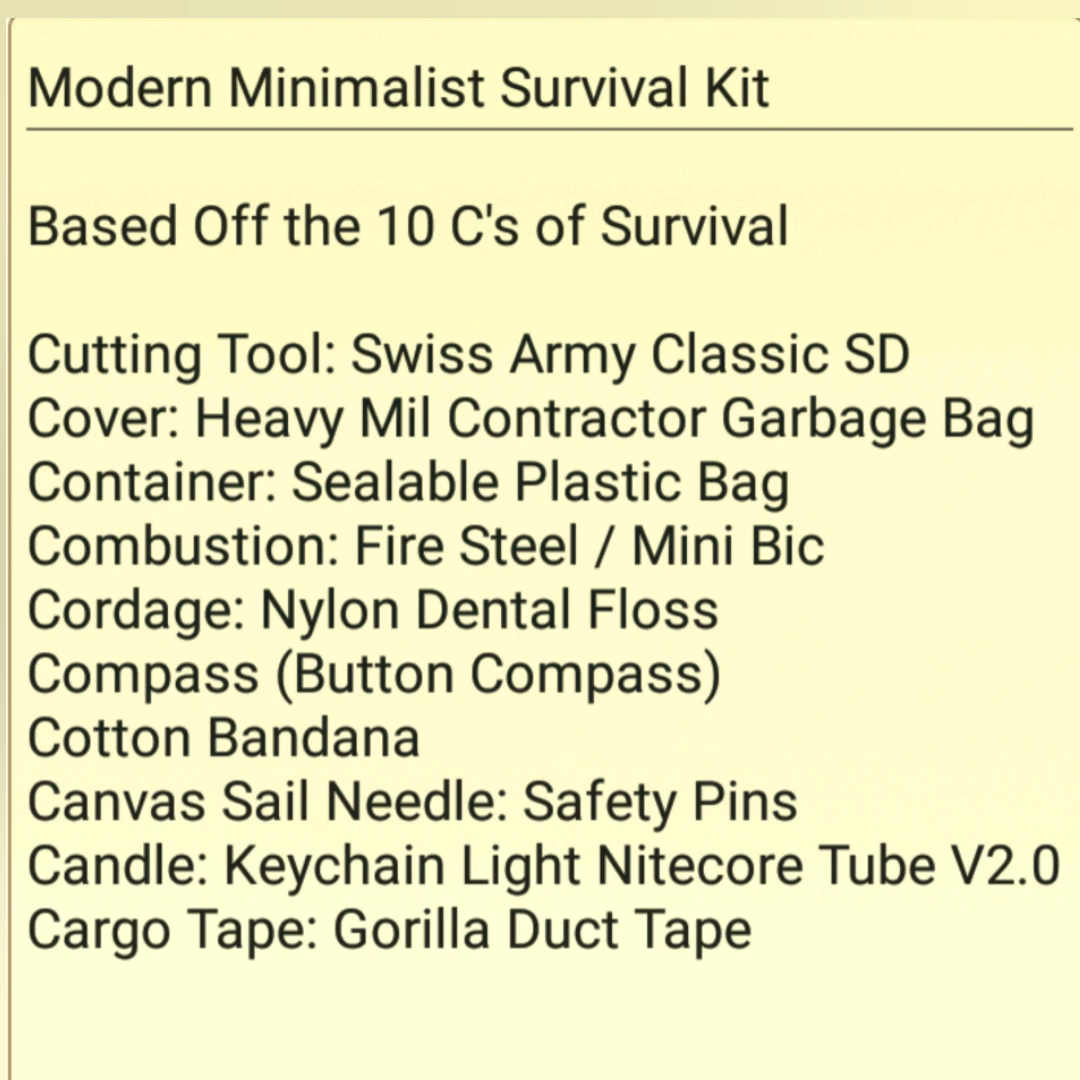 Modern Minimalist Survival Kit
Based Off the 10 C's of Survival
Cutting Tool: Swiss Army Classic SD
Cover: Heavy Mil Contractor Garbage Bag
Container: Sealable Plastic Bag
Combustion: Fire Steel / Mini Bic
Cordage: Nylon Dental Floss
Compass (Button Compass)
Cotton Bandana
Canvas Sail Needle: Safety Pins
Candle: Keychain Light Nitecore Tube V2.0
Cargo Tape: Gorilla Duct Tape